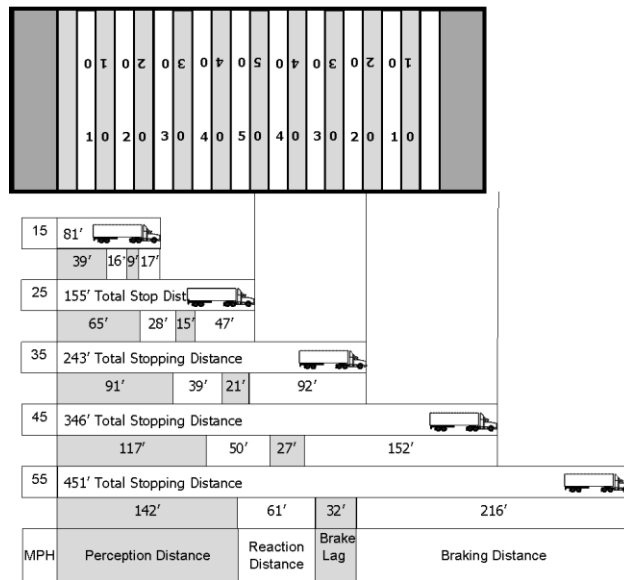 0 1 0 2 0 3 0 4 0 5 0 4 0 3 0 2 0 1
1 0 2 0 3 0 4 0 5 0 4 0 3 0 2 0 1 0
15 81’
39’ 16’ 9’ 17’
25 155’ Total Stop Dist
65’ 28’ 15’ 47’
35 243’ Total Stopping Distance
91’ 39’ 21’ 92’
45 346’ Total Stopping Distance
117’ 50’ 27’ 152’
55 451’ Total Stopping Distance
142’ 61’ 32’ 216’
MPH Perception Distance Reaction Distance Brake Lag Braking Distance